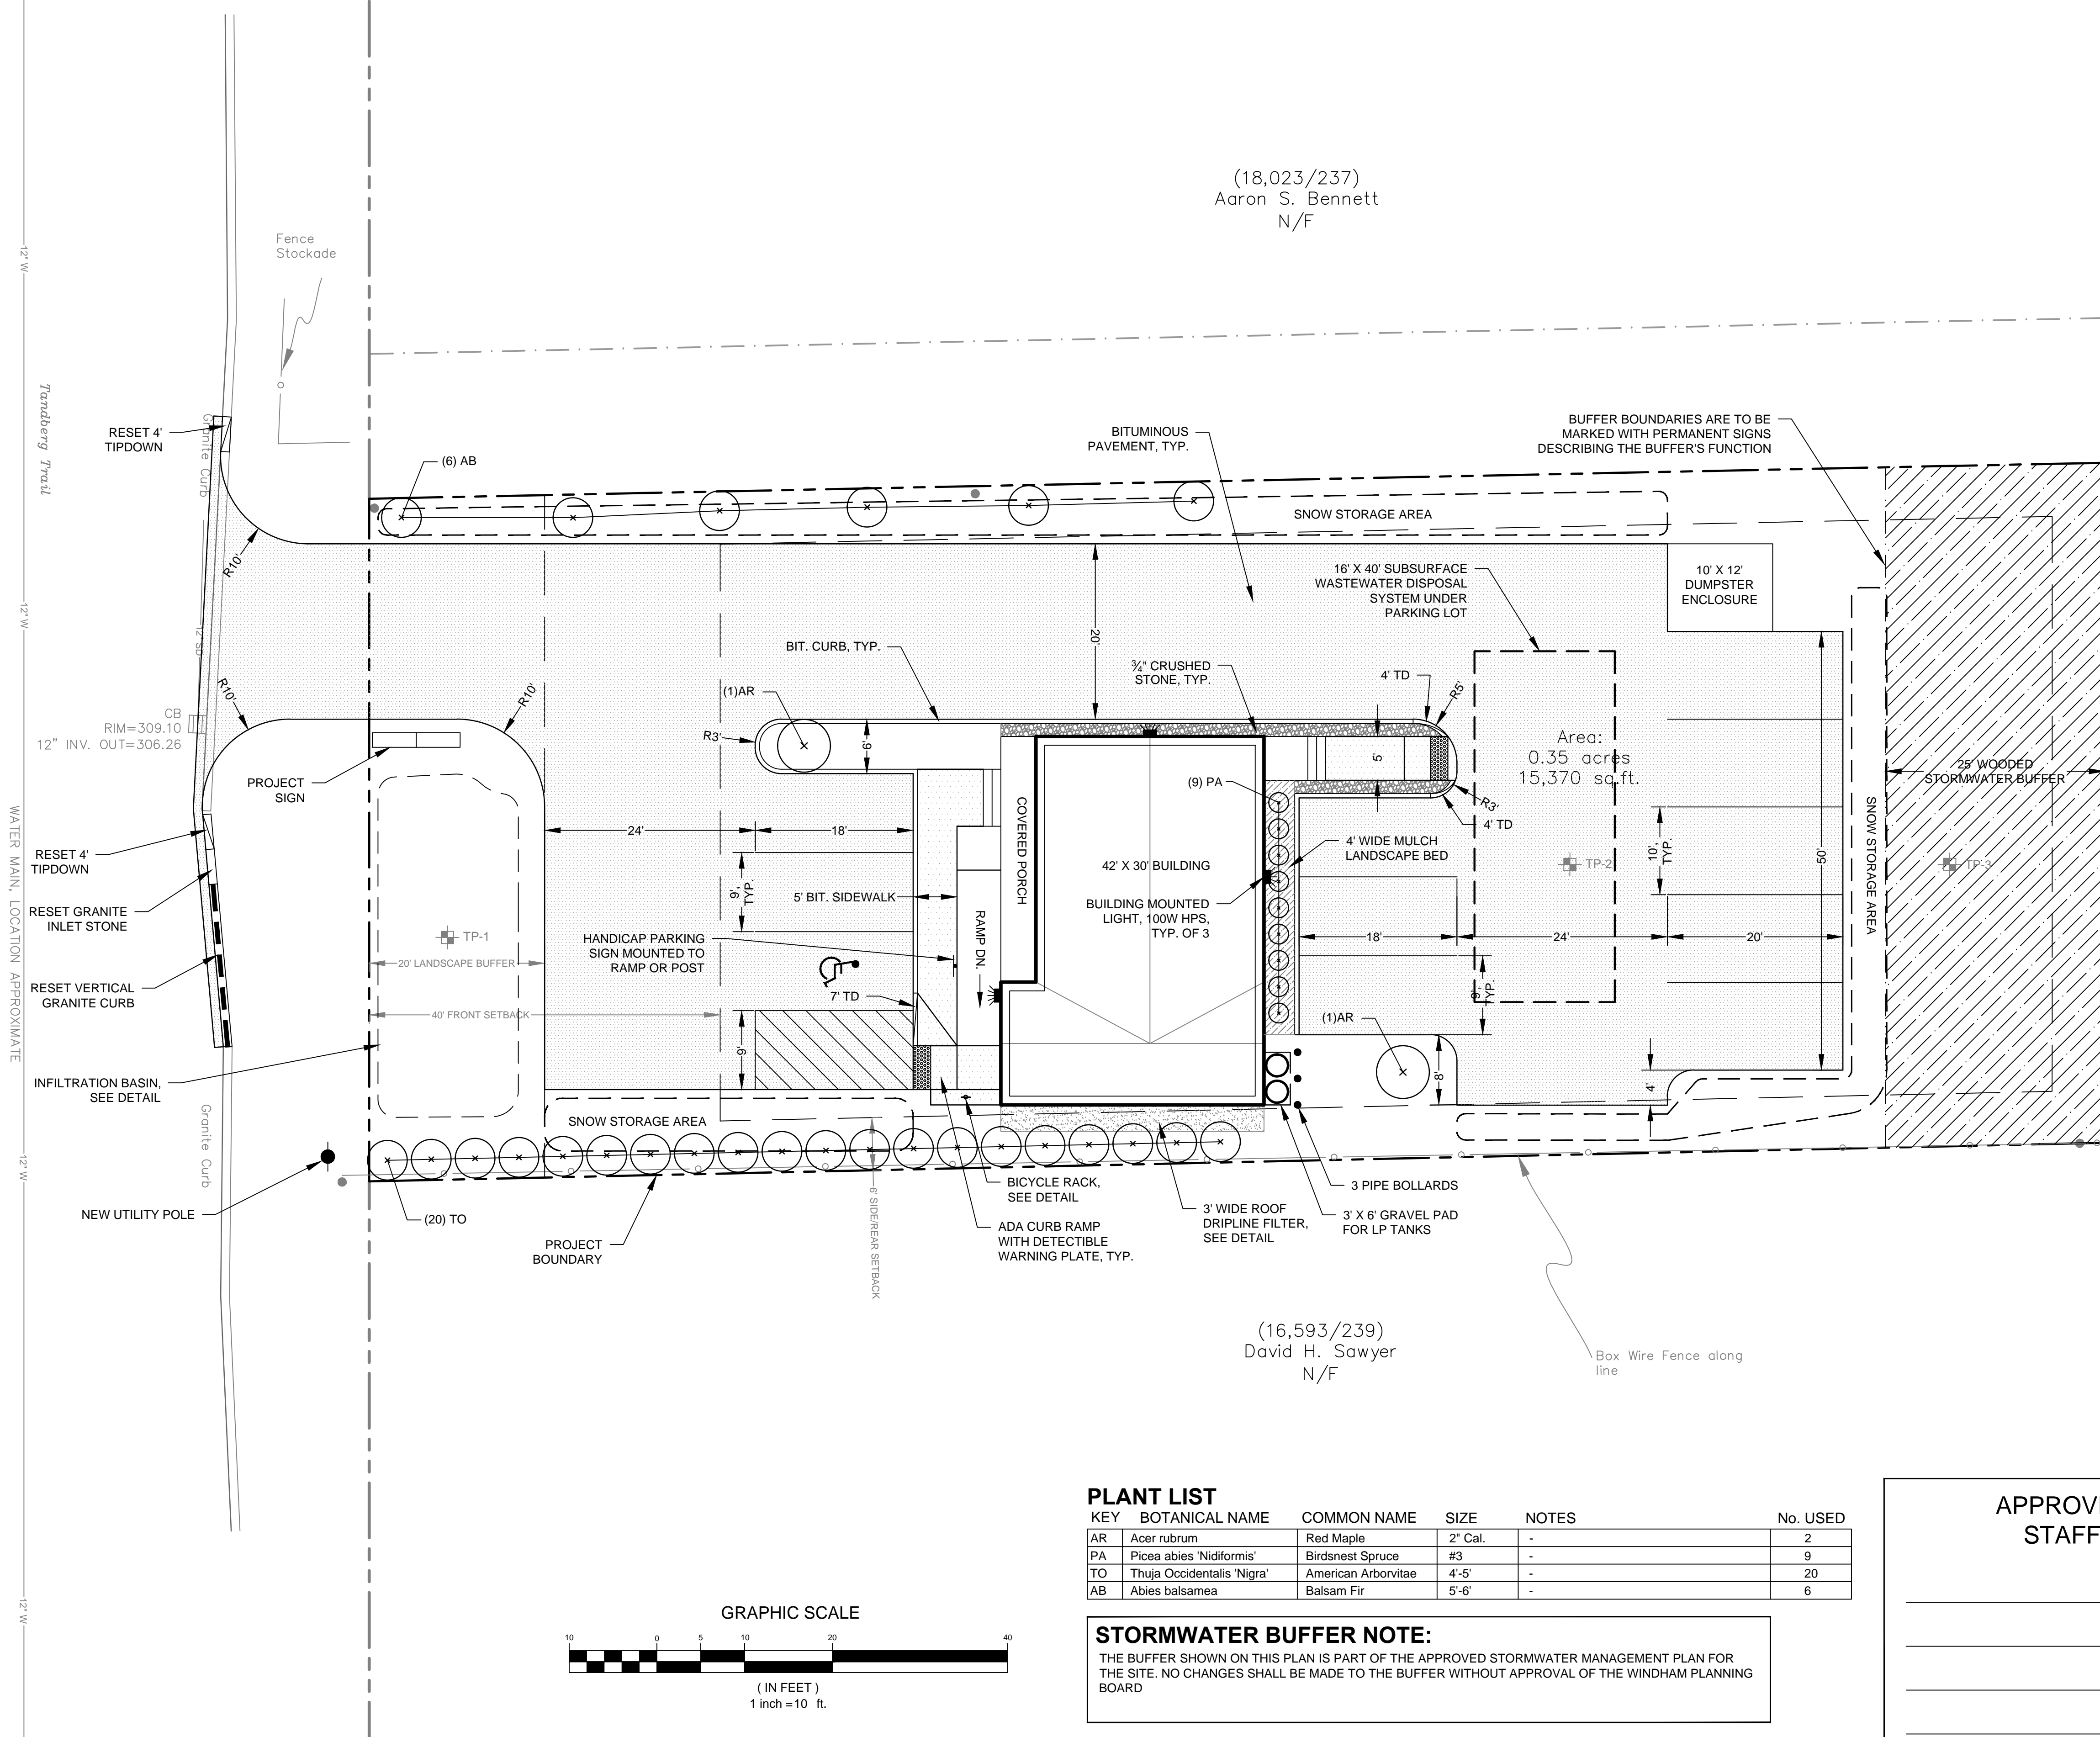 (18,023/237)
Aaron S. Bennett
N/F
Fence
Stockade
12" W
Tandberg Trail
Granite Curb
RESET 4'
TIPDOWN
(6) AB
BITUMINOUS
PAVEMENT, TYP.
BUFFER BOUNDARIES ARE TO BE
MARKED WITH PERMANENT SIGNS
DESCRIBING THE BUFFER'S FUNCTION
SNOW STORAGE AREA
R10'
12" W
12" SD
16' X 40' SUBSURFACE
WASTEWATER DISPOSAL
SYSTEM UNDER
PARKING LOT
10' X 12'
DUMPSTER
ENCLOSURE
20'
BIT. CURB, TYP.
¾" CRUSHED
STONE, TYP.
4' TD
R5'
R10'
R10'
(1)AR
CB
RIM=309.10
12" INV. OUT=306.26
R3'
6'
5'
Area:
0.35 acres
15,370 sq.ft.
25' WOODED
STORMWATER BUFFER
PROJECT
SIGN
(9) PA
R3'
4' TD
COVERED PORCH
24'
18'
4' WIDE MULCH
LANDSCAPE BED
10',
TYP.
50'
SNOW STORAGE AREA
WATER MAIN, LOCATION APPROXIMATE
RESET 4'
TIPDOWN
42' X 30' BUILDING
TP-2
TP-3
9',
TYP.
5' BIT. SIDEWALK
BUILDING MOUNTED
LIGHT, 100W HPS,
TYP. OF 3
RESET GRANITE
INLET STONE
TP-1
HANDICAP PARKING
SIGN MOUNTED TO
RAMP OR POST
RAMP DN.
18'
24'
20'
20' LANDSCAPE BUFFER
RESET VERTICAL
GRANITE CURB
7' TD
9',
TYP.
40' FRONT SETBACK
(1)AR
9'
8'
4'
INFILTRATION BASIN,
SEE DETAIL
Granite Curb
SNOW STORAGE AREA
12" W
NEW UTILITY POLE
(20) TO
PROJECT
BOUNDARY
6' SIDE/REAR SETBACK
BICYCLE RACK,
SEE DETAIL
ADA CURB RAMP
WITH DETECTIBLE
WARNING PLATE, TYP.
3' WIDE ROOF
DRIPLINE FILTER,
SEE DETAIL
3 PIPE BOLLARDS
3' X 6' GRAVEL PAD
FOR LP TANKS
(16,593/239)
David H. Sawyer
N/F
Box Wire Fence along
line
12" W
PLANT LIST
KEY BOTANICAL NAME COMMON NAME SIZE NOTES No. USED
AR Acer rubrum Red Maple 2" Cal. - 2
PA Picea abies 'Nidiformis' Birdsnest Spruce #3 - 9
TO Thuja Occidentalis 'Nigra' American Arborvitae 4'-5' - 20
AB Abies balsamea Balsam Fir 5'-6' - 6
GRAPHIC SCALE
10 0 5 10 20 40
( IN FEET )
1 inch =10 ft.
STORMWATER BUFFER NOTE:
THE BUFFER SHOWN ON THIS PLAN IS PART OF THE APPROVED STORMWATER MANAGEMENT PLAN FOR
THE SITE. NO CHANGES SHALL BE MADE TO THE BUFFER WITHOUT APPROVAL OF THE WINDHAM PLANNING
BOARD
STAFF